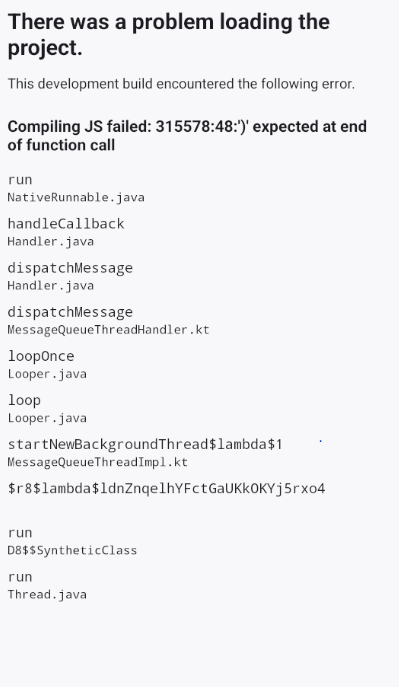 There was a problem loading the
project.
This development build encountered the following error.
Compiling JS failed: 315578:48:')' expected at end
of function call
run
NativeRunnable.java
handleCallback
Handler.java
dispatchMessage
Handler.java
dispatchMessage
MessageQueueThreadHandler.kt
loopOnce
Looper.java
loop
Looper.java
startNewBackgroundThread$lambda$1
MessageQueueThreadImpl.kt
$r8$lambda$ldnZnqelhYFctGaUKkOKYj5rxo4
run
D8$$SyntheticClass
run
Thread.java